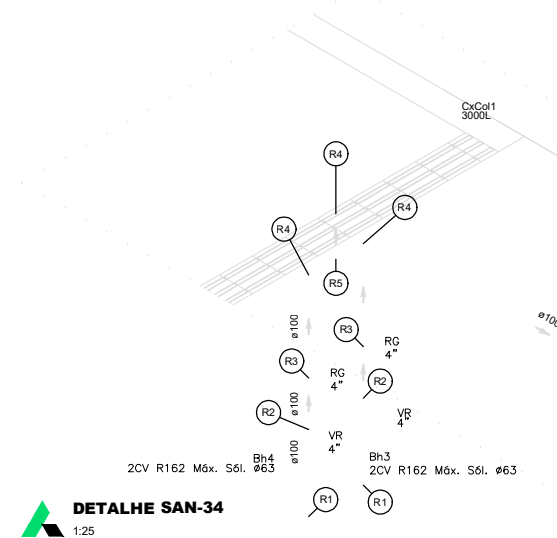 CxCol1
3000L
R4
R4
R4
R5
ø100
ø100
R3
RG
4"
R3
RG
4"
R2
R2
ø100
VR
4"
VR
4"
ø100
Bh4
2CV R162 Máx. Sól. ø63
Bh3
2CV R162 Máx. Sól. ø63
R1
R1
DETALHE SAN-34
1:25